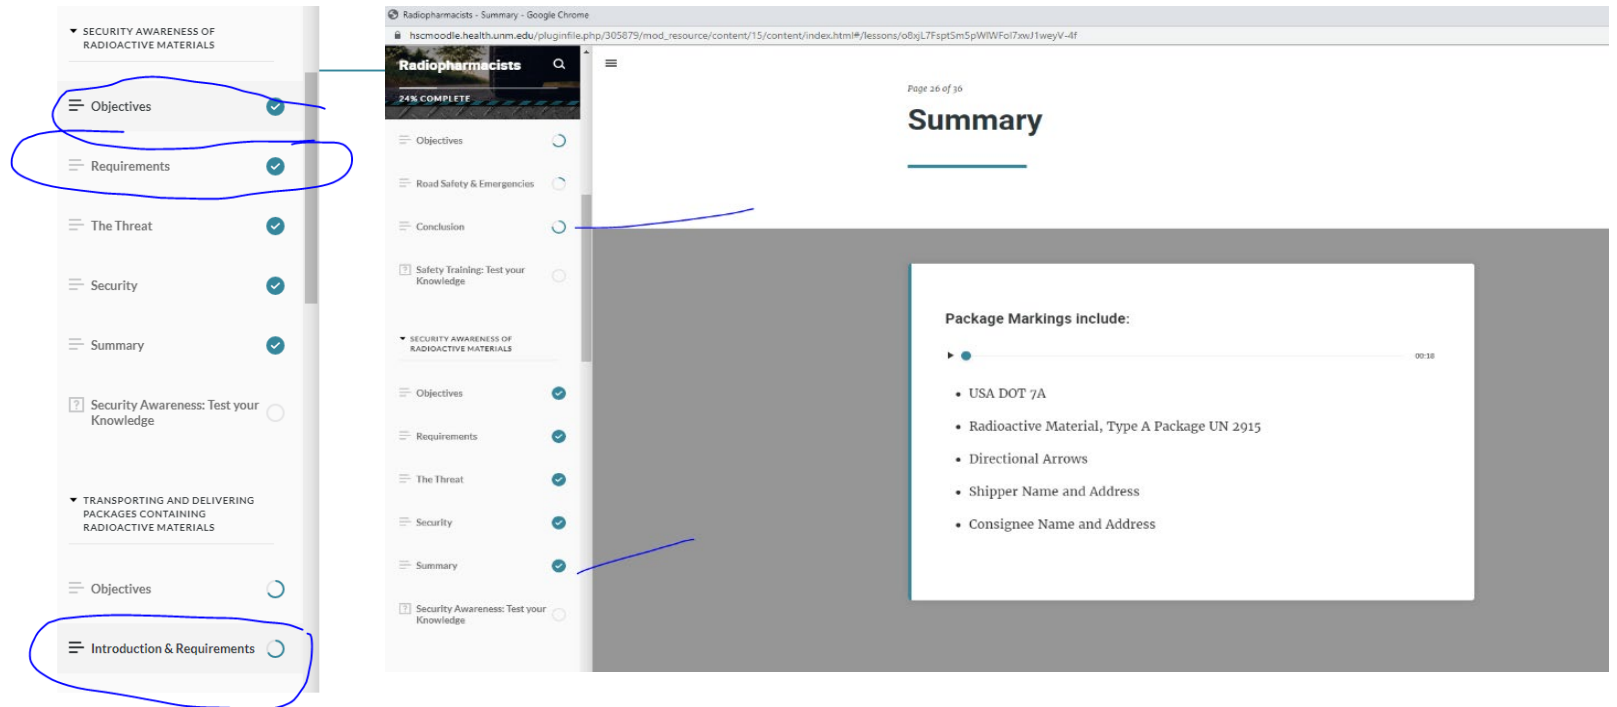 SECURITY AWARENESS OF
RADIOACTIVE MATERIALS
Objectives
Requirements
The Threat
Security
Summary
Security Awareness: Test your
Knowledge
TRANSPORTING AND DELIVERING
PACKAGES CONTAINING
RADIOACTIVE MATERIALS
Objectives
Introduction & Requirements
Radiopharmacists - Summary - Google Chrome
hscmoodle.health.unm.edu/pluginfile.php/305879/mod_resource/content/15/content/index.html#/lessons/o8xjL7FsptSm5pWlWFoI7xwJ1weyV-4f
Radiopharmacists
24% COMPLETE
Objectives
Road Safety & Emergencies
Conclusion
Safety Training: Test your
Knowledge
SECURITY AWARENESS OF
RADIOACTIVE MATERIALS
Objectives
Requirements
The Threat
Security
Summary
Security Awareness: Test your
Knowledge
Page 26 of 36
Summary
Package Markings include:
00:18
• USA DOT 7A
• Radioactive Material, Type A Package UN 2915
• Directional Arrows
• Shipper Name and Address
• Consignee Name and Address